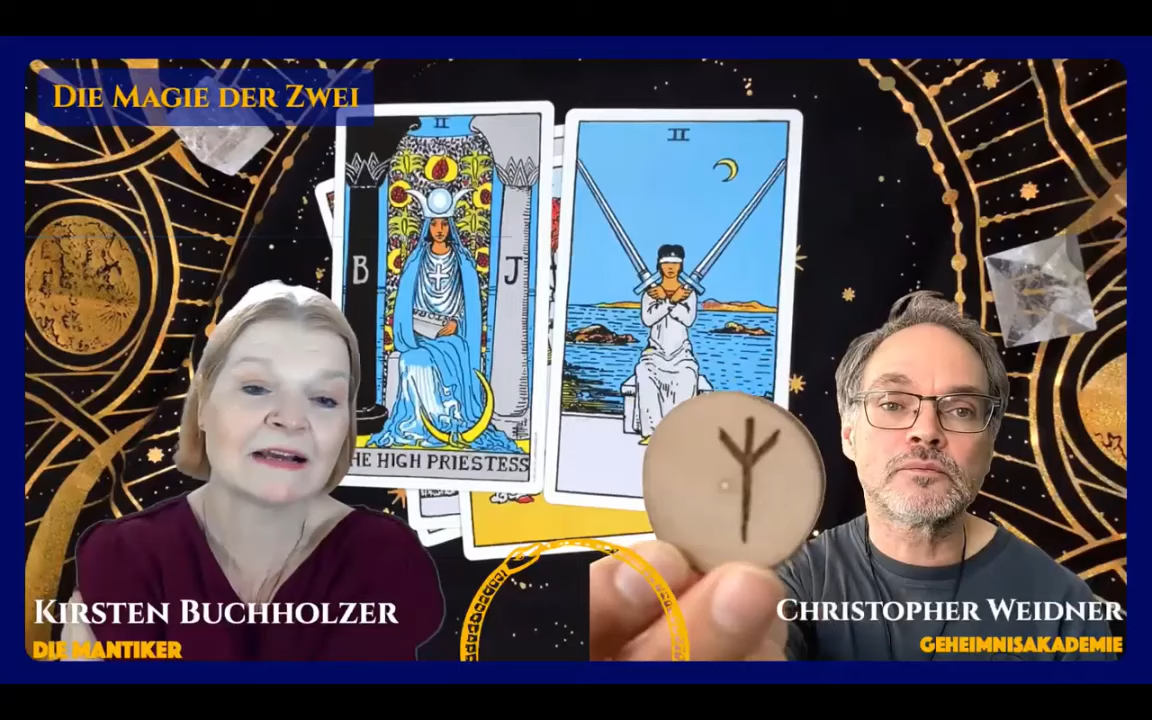 DIE MAGIE DER ZWEI
II
II
B
J
THE HIGH PRIESTESS
KIRSTEN BUCHHOLZER
DIE MANTIKER
CHRISTOPHER WEIDNER
GEHEIMNISAKADEMIE